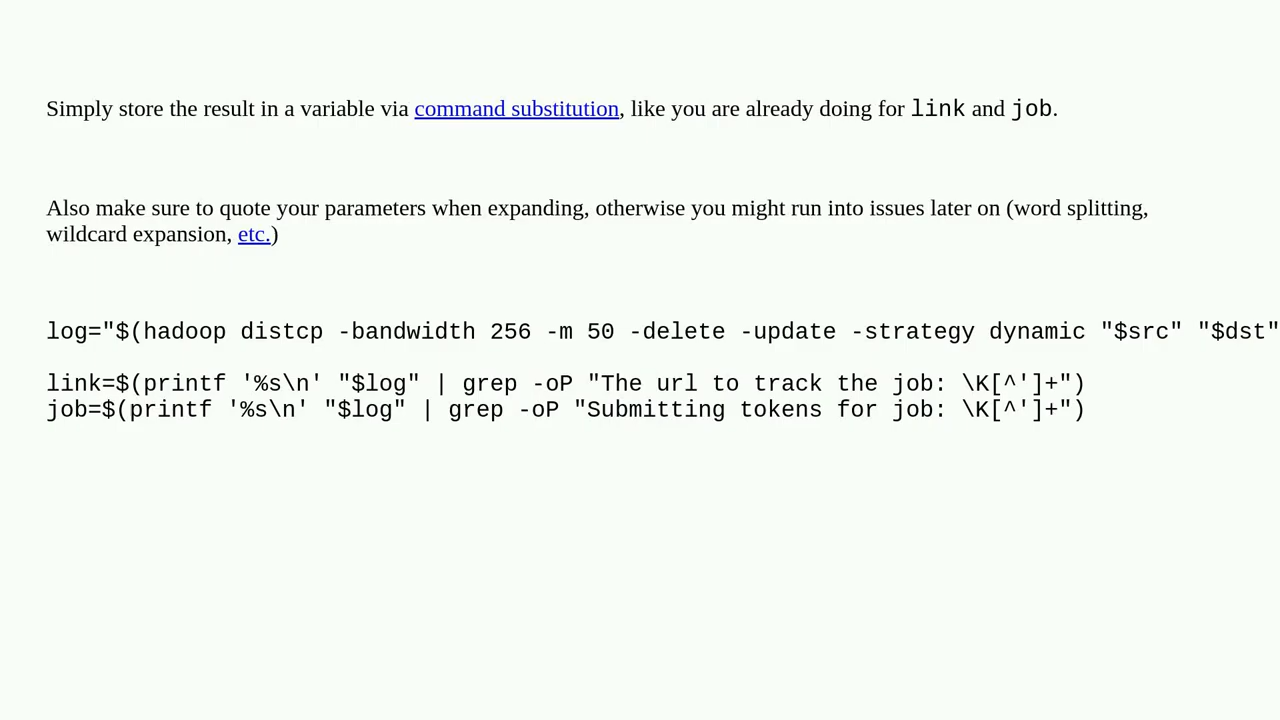 Simply store the result in a variable via command substitution, like you are already doing for link and job.
Also make sure to quote your parameters when expanding, otherwise you might run into issues later on (word splitting,
wildcard expansion, etc.)
log="$(hadoop distcp -bandwidth 256 -m 50 -delete -update -strategy dynamic "$src" "$dst"
link=$(printf '%s\n' "$log" | grep -oP "The url to track the job: \K[^']+")
job=$(printf '%s\n' "$log" | grep -oP "Submitting tokens for job: \K[^']+")